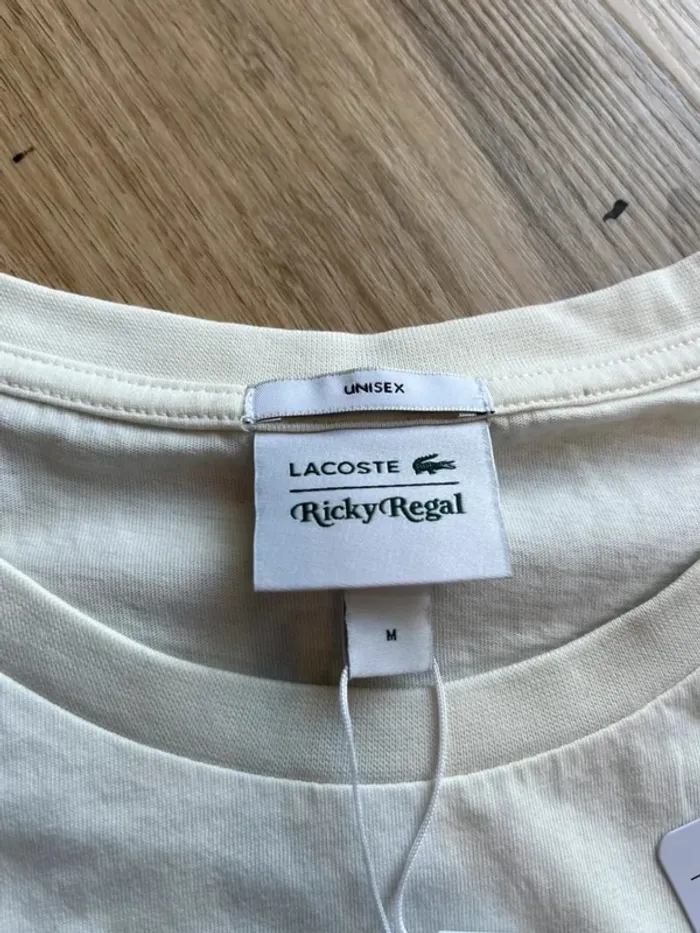 UNISEX
LACOSTE
Ricky Regal
M